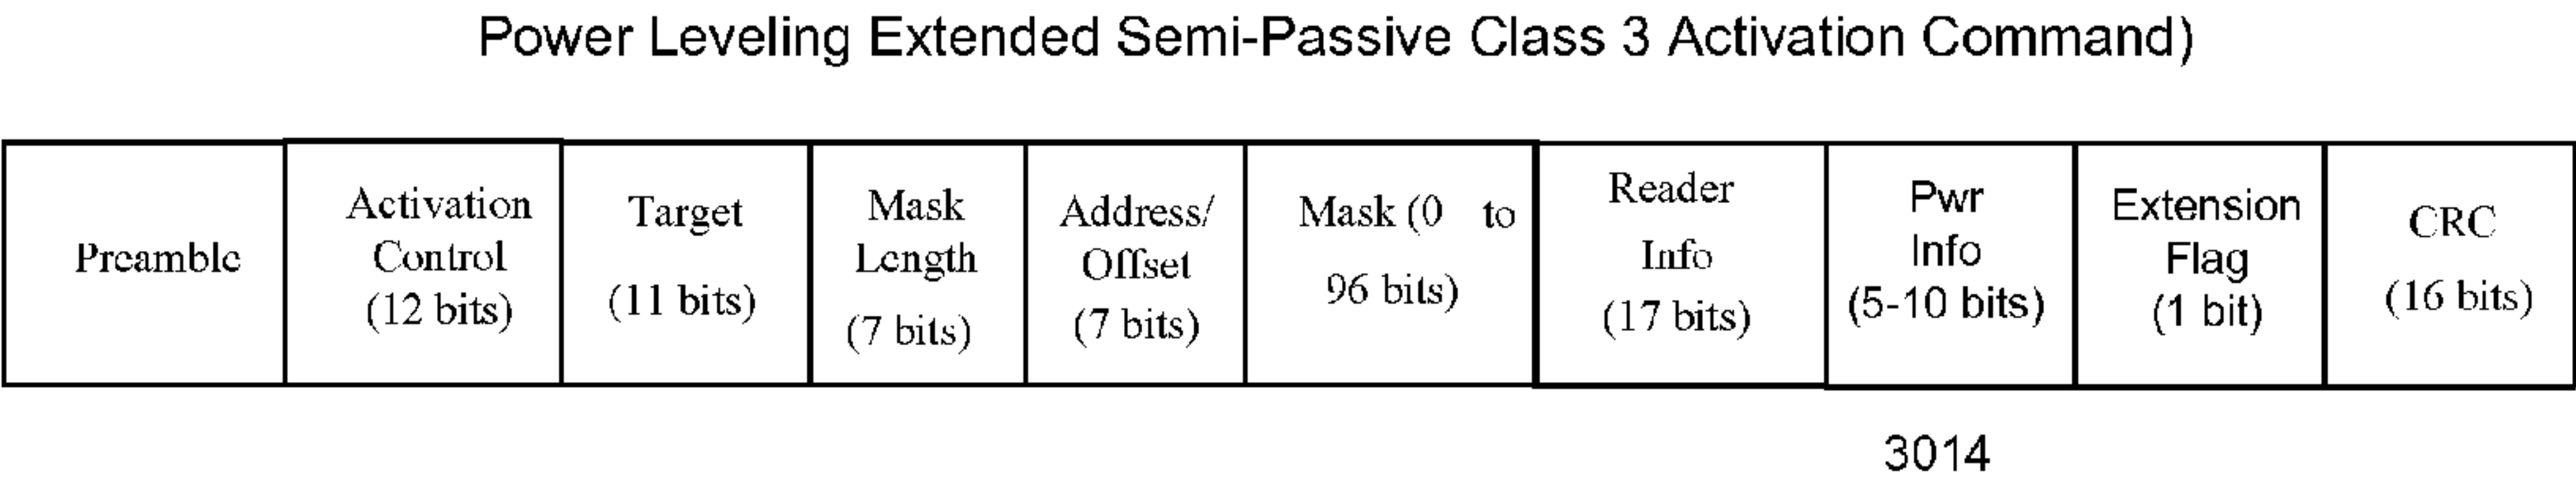 Power Leveling Extended Semi-Passive Class 3 Activation Command)
Preamble
Activation
Control
(12 bits)
Target
(11 bits)
Mask
Length
(7 bits)
Address/
Offset
(7 bits)
Mask (0 to
96 bits)
Reader
Info
(17 bits)
Pwr
Info
(5-10 bits)
Extension
Flag
(1 bit)
CRC
(16 bits)
3014